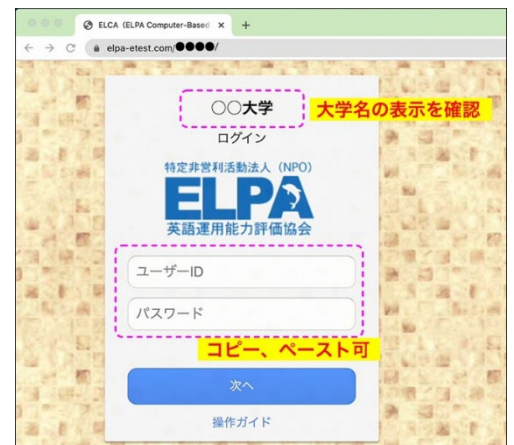 ELCA (ELPA Computer-Based
elpa-etest.com/●●●●/
○○大学
大学名の表示を確認
ログイン
特定非営利活動法人（NPO）
ELPA
英語運用能力評価協会
ユーザーID
パスワード
コピー、ペースト可
次へ
操作ガイド